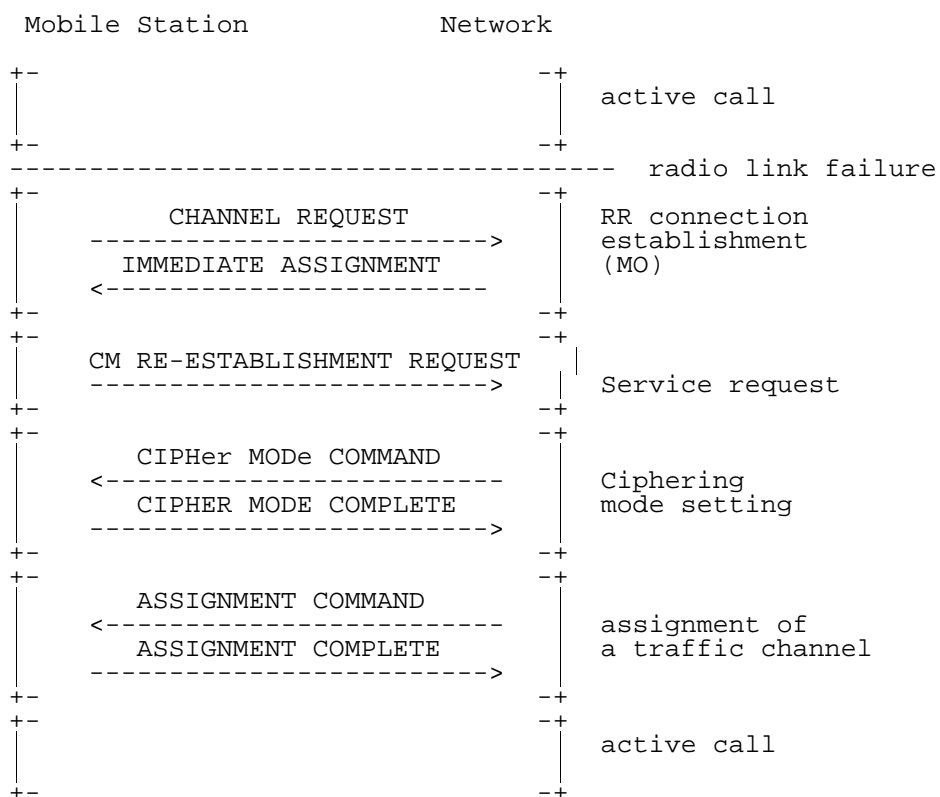 Mobile Station Network
active call
radio link failure
CHANNEL REQUEST RR connection
establishment
IMMEDIATE ASSIGNMENT (MO)
CM RE-ESTABLISHMENT REQUEST
Service request
CIPHer MODe COMMAND
Ciphering
CIPHER MODE COMPLETE mode setting
ASSIGNMENT COMMAND
assignment of
ASSIGNMENT COMPLETE a traffic channel
active call